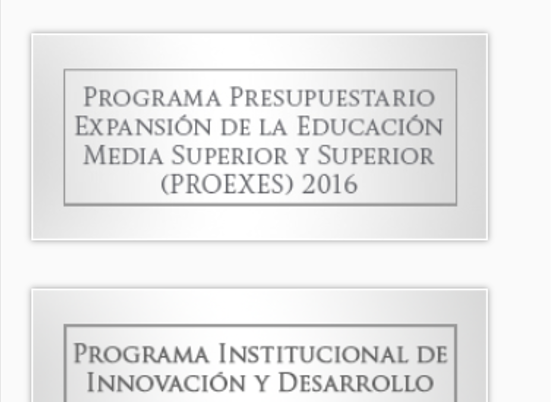 Programa Presupuestario
Expansión de la Educación
Media Superior y Superior
(PROEXES) 2016
Programa Institucional de
Innovación y Desarrollo